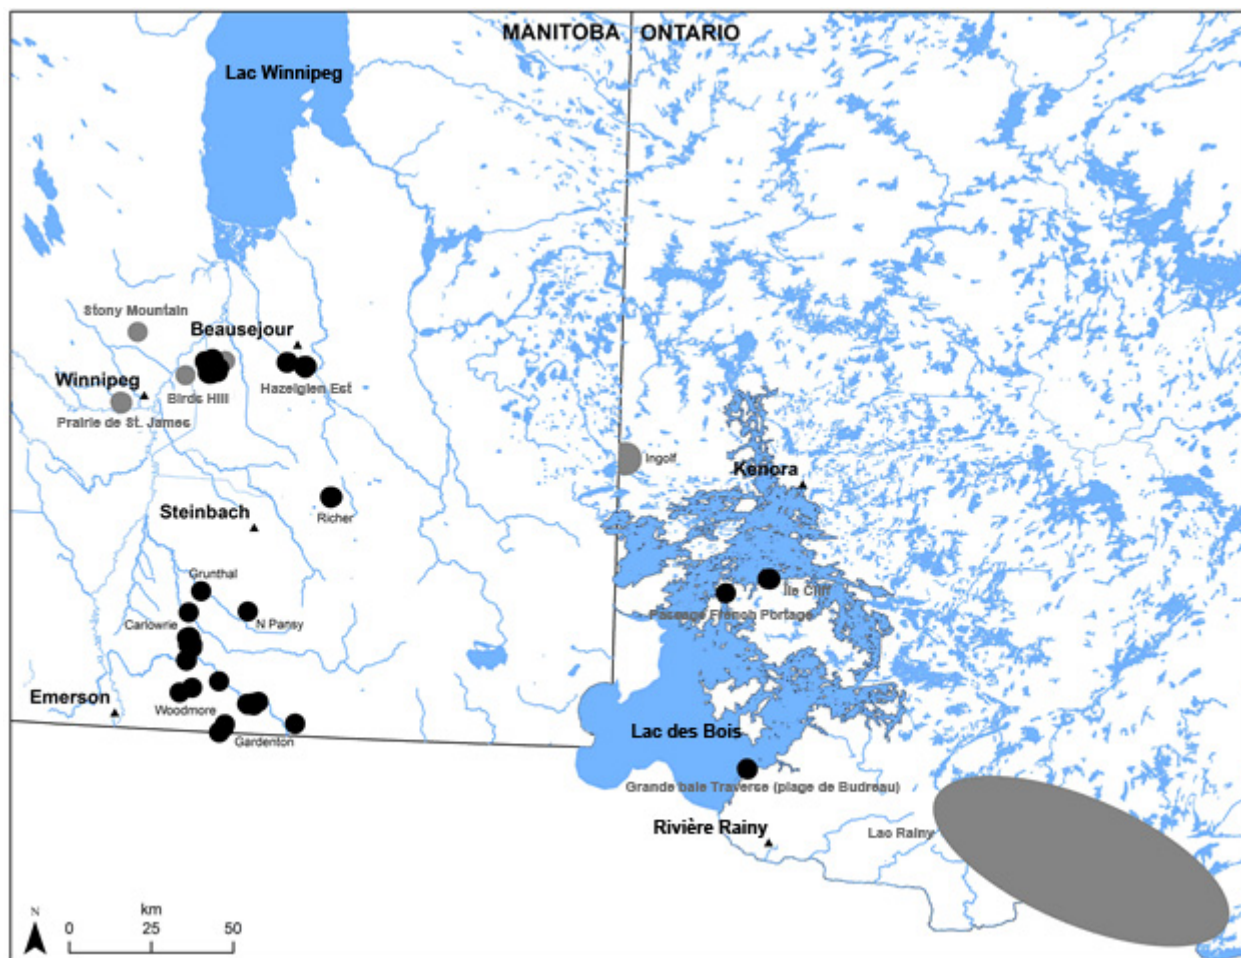 MANITOBA ONTARIO
Lac Winnipeg
Stony Mountain
Beausejour
Winnipeg
Birds Hill
Hazelglen Est
Prairie de St. James
Ingolf
Kenora
Steinbach
Richer
Grunthal
Île Cliff
Passage French Portage
Carlowrie
N Pansy
Emerson
Woodmore
Lac des Bois
Gardenton
Grande baie Traverse (plage de Budreau)
Rivière Rainy
Lac Rainy
N
km
0 25 50